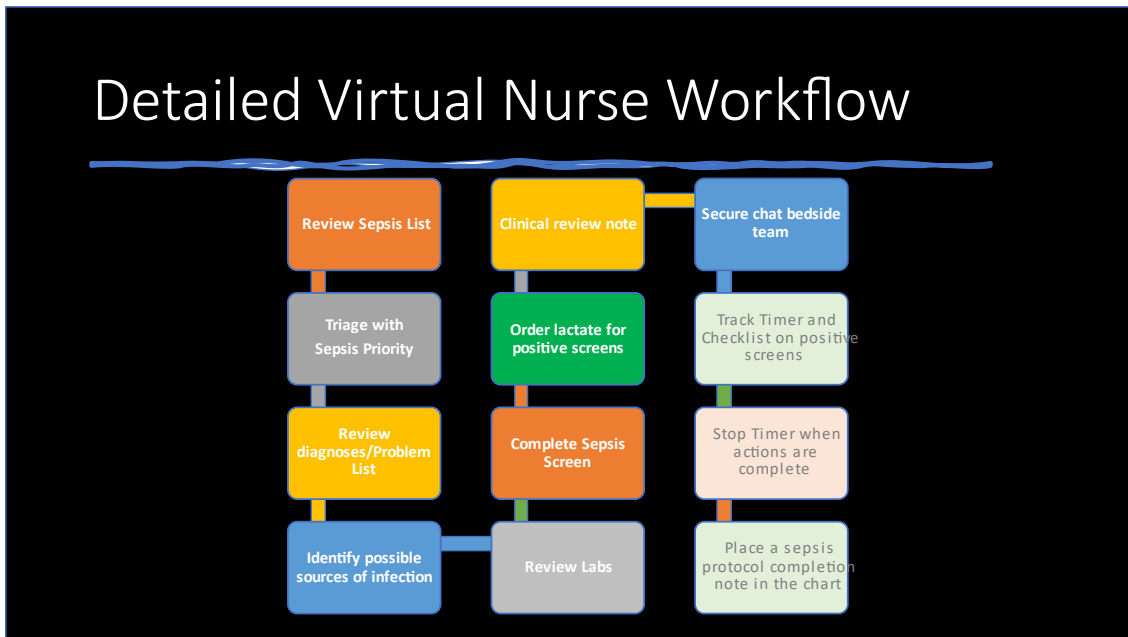 Detailed Virtual Nurse Workflow
Review Sepsis List
Triage with
Sepsis Priority
Review
diagnoses/Problem
List
Identify possible
sources of infection
Review Labs
Complete Sepsis
Screen
Order lactate for
positive screens
Clinical review note
Secure chat bedside
team
Track Timer and
Checklist on positive
screens
Stop Timer when
actions are
complete
Place a sepsis
protocol completion
note in the chart